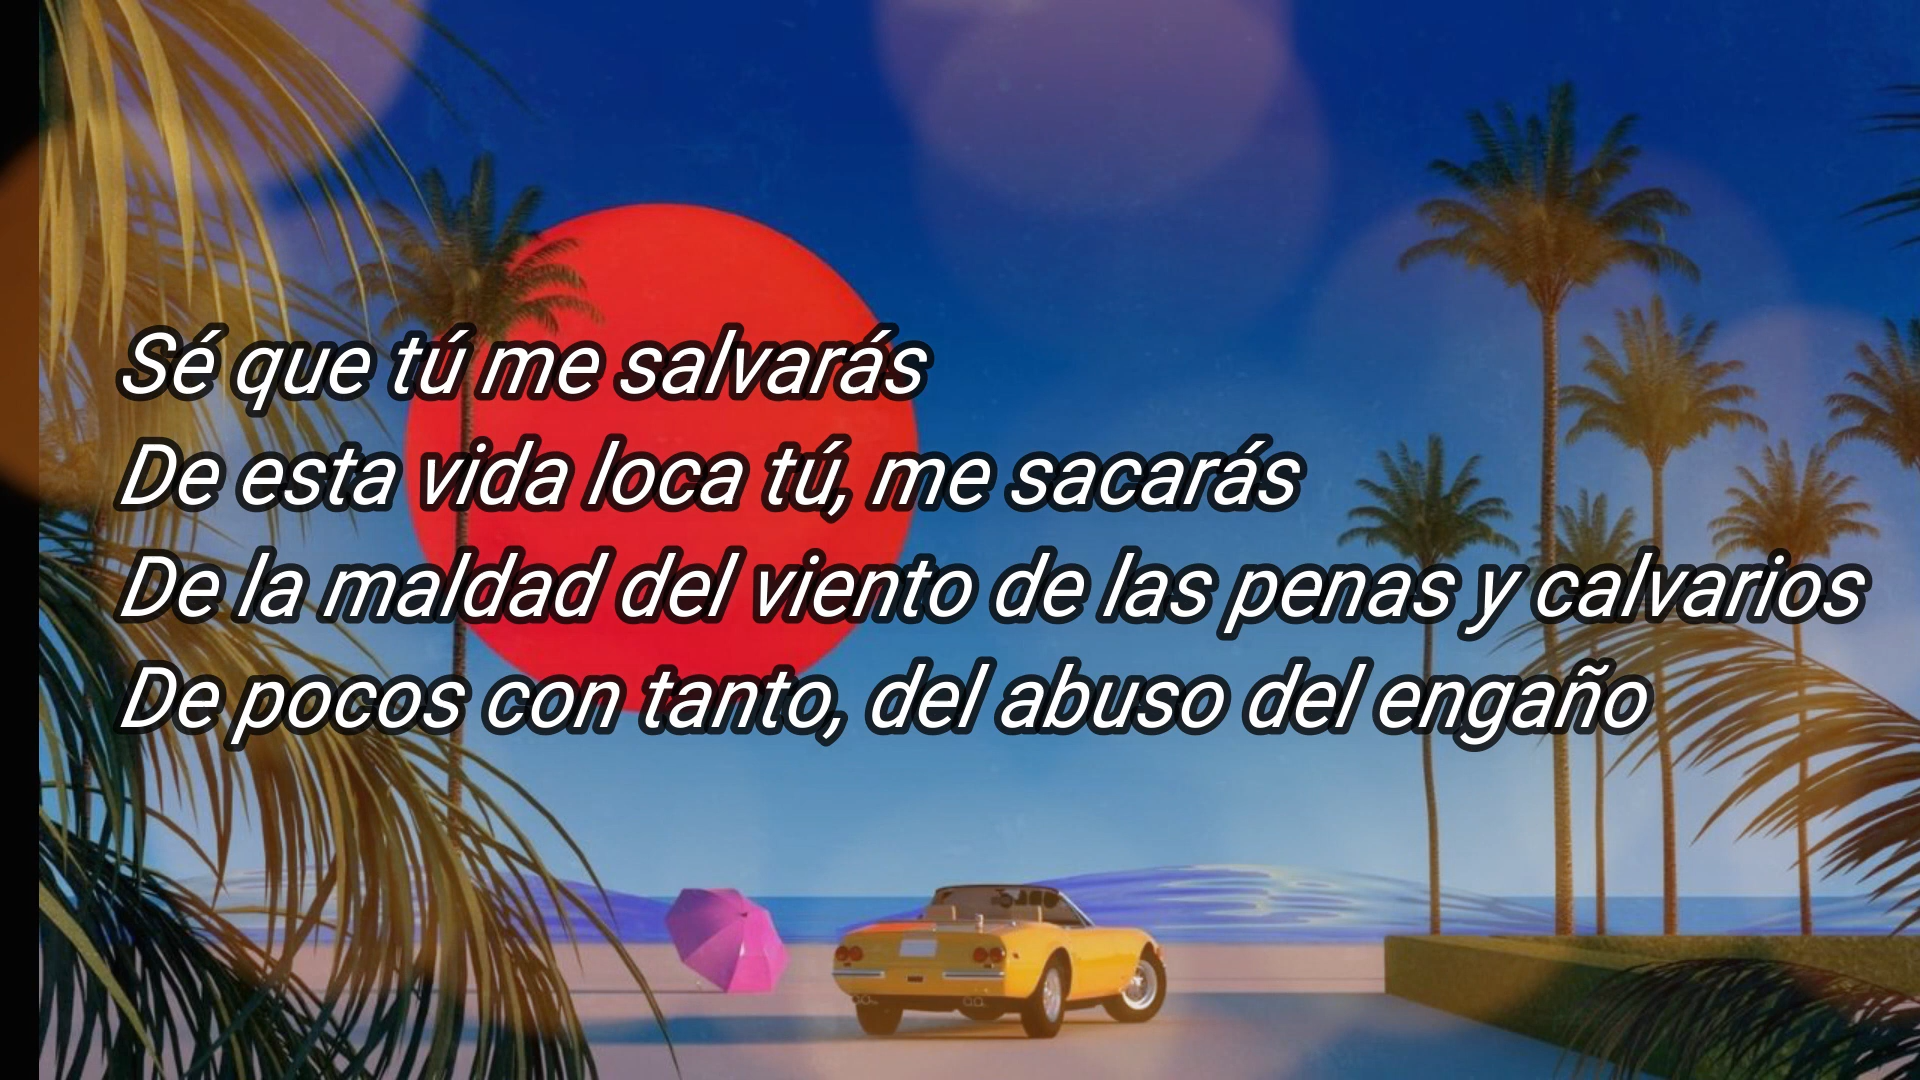 Sé que tú me salvarás
De esta vida loca tú, me sacarás
De la maldad del viento de las penas y calvarios
De pocos con tanto, del abuso del engaño